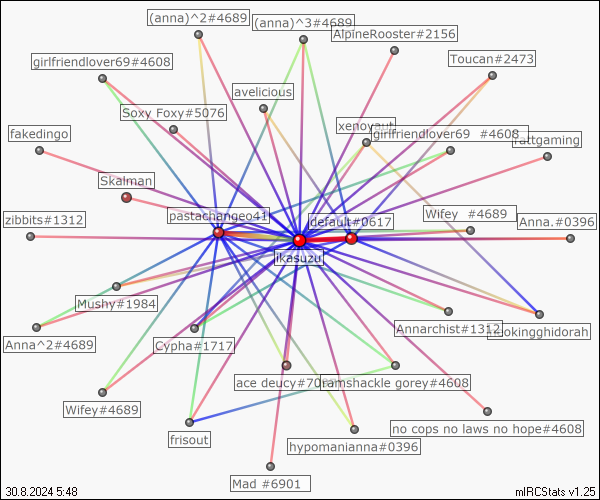 (anna)^2#4689
(anna)^3#4689
AlpineRooster#2156
girlfriendlover69#4608
Toucan#2473
avelicious
Soxy Foxy#5076
xenoyaut
girlfriendlover69 #4608
fakedingo
rattgaming
Skalman
pastachangeo41
default#0617
Wifey #4689
Anna.#0396
zibbits#1312
jkasuzu
Mushy#1984
Annarchist#1312
Anna^2#4689
Cypha#1717
ace deucy#70
ramshackle gorey#4608
Wifey#4689
frisout
no cops no laws no hope#4608
hypomanianna#0396
Mad #6901
30.8.2024 5:48
mIRCStats v1.25